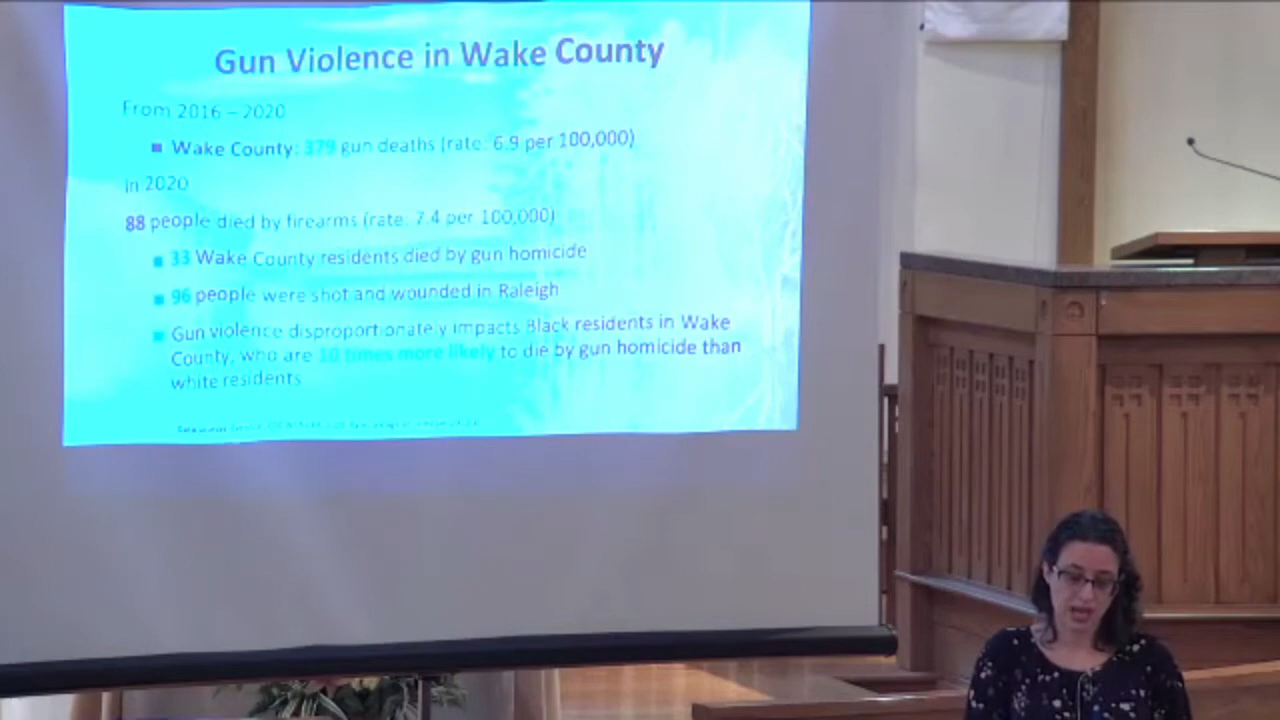 Gun Violence in Wake County
From 2016 – 2020
Wake County: 379 gun deaths (rate: 6.9 per 100,000)
in 2020
88 people died by firearms (rate: 7.4 per 100,000)
33 Wake County residents died by gun homicide
96 people were shot and wounded in Raleigh
Gun violence disproportionately impacts Black residents in Wake
County, who are 10 times more likely to die by gun homicide than
white residents